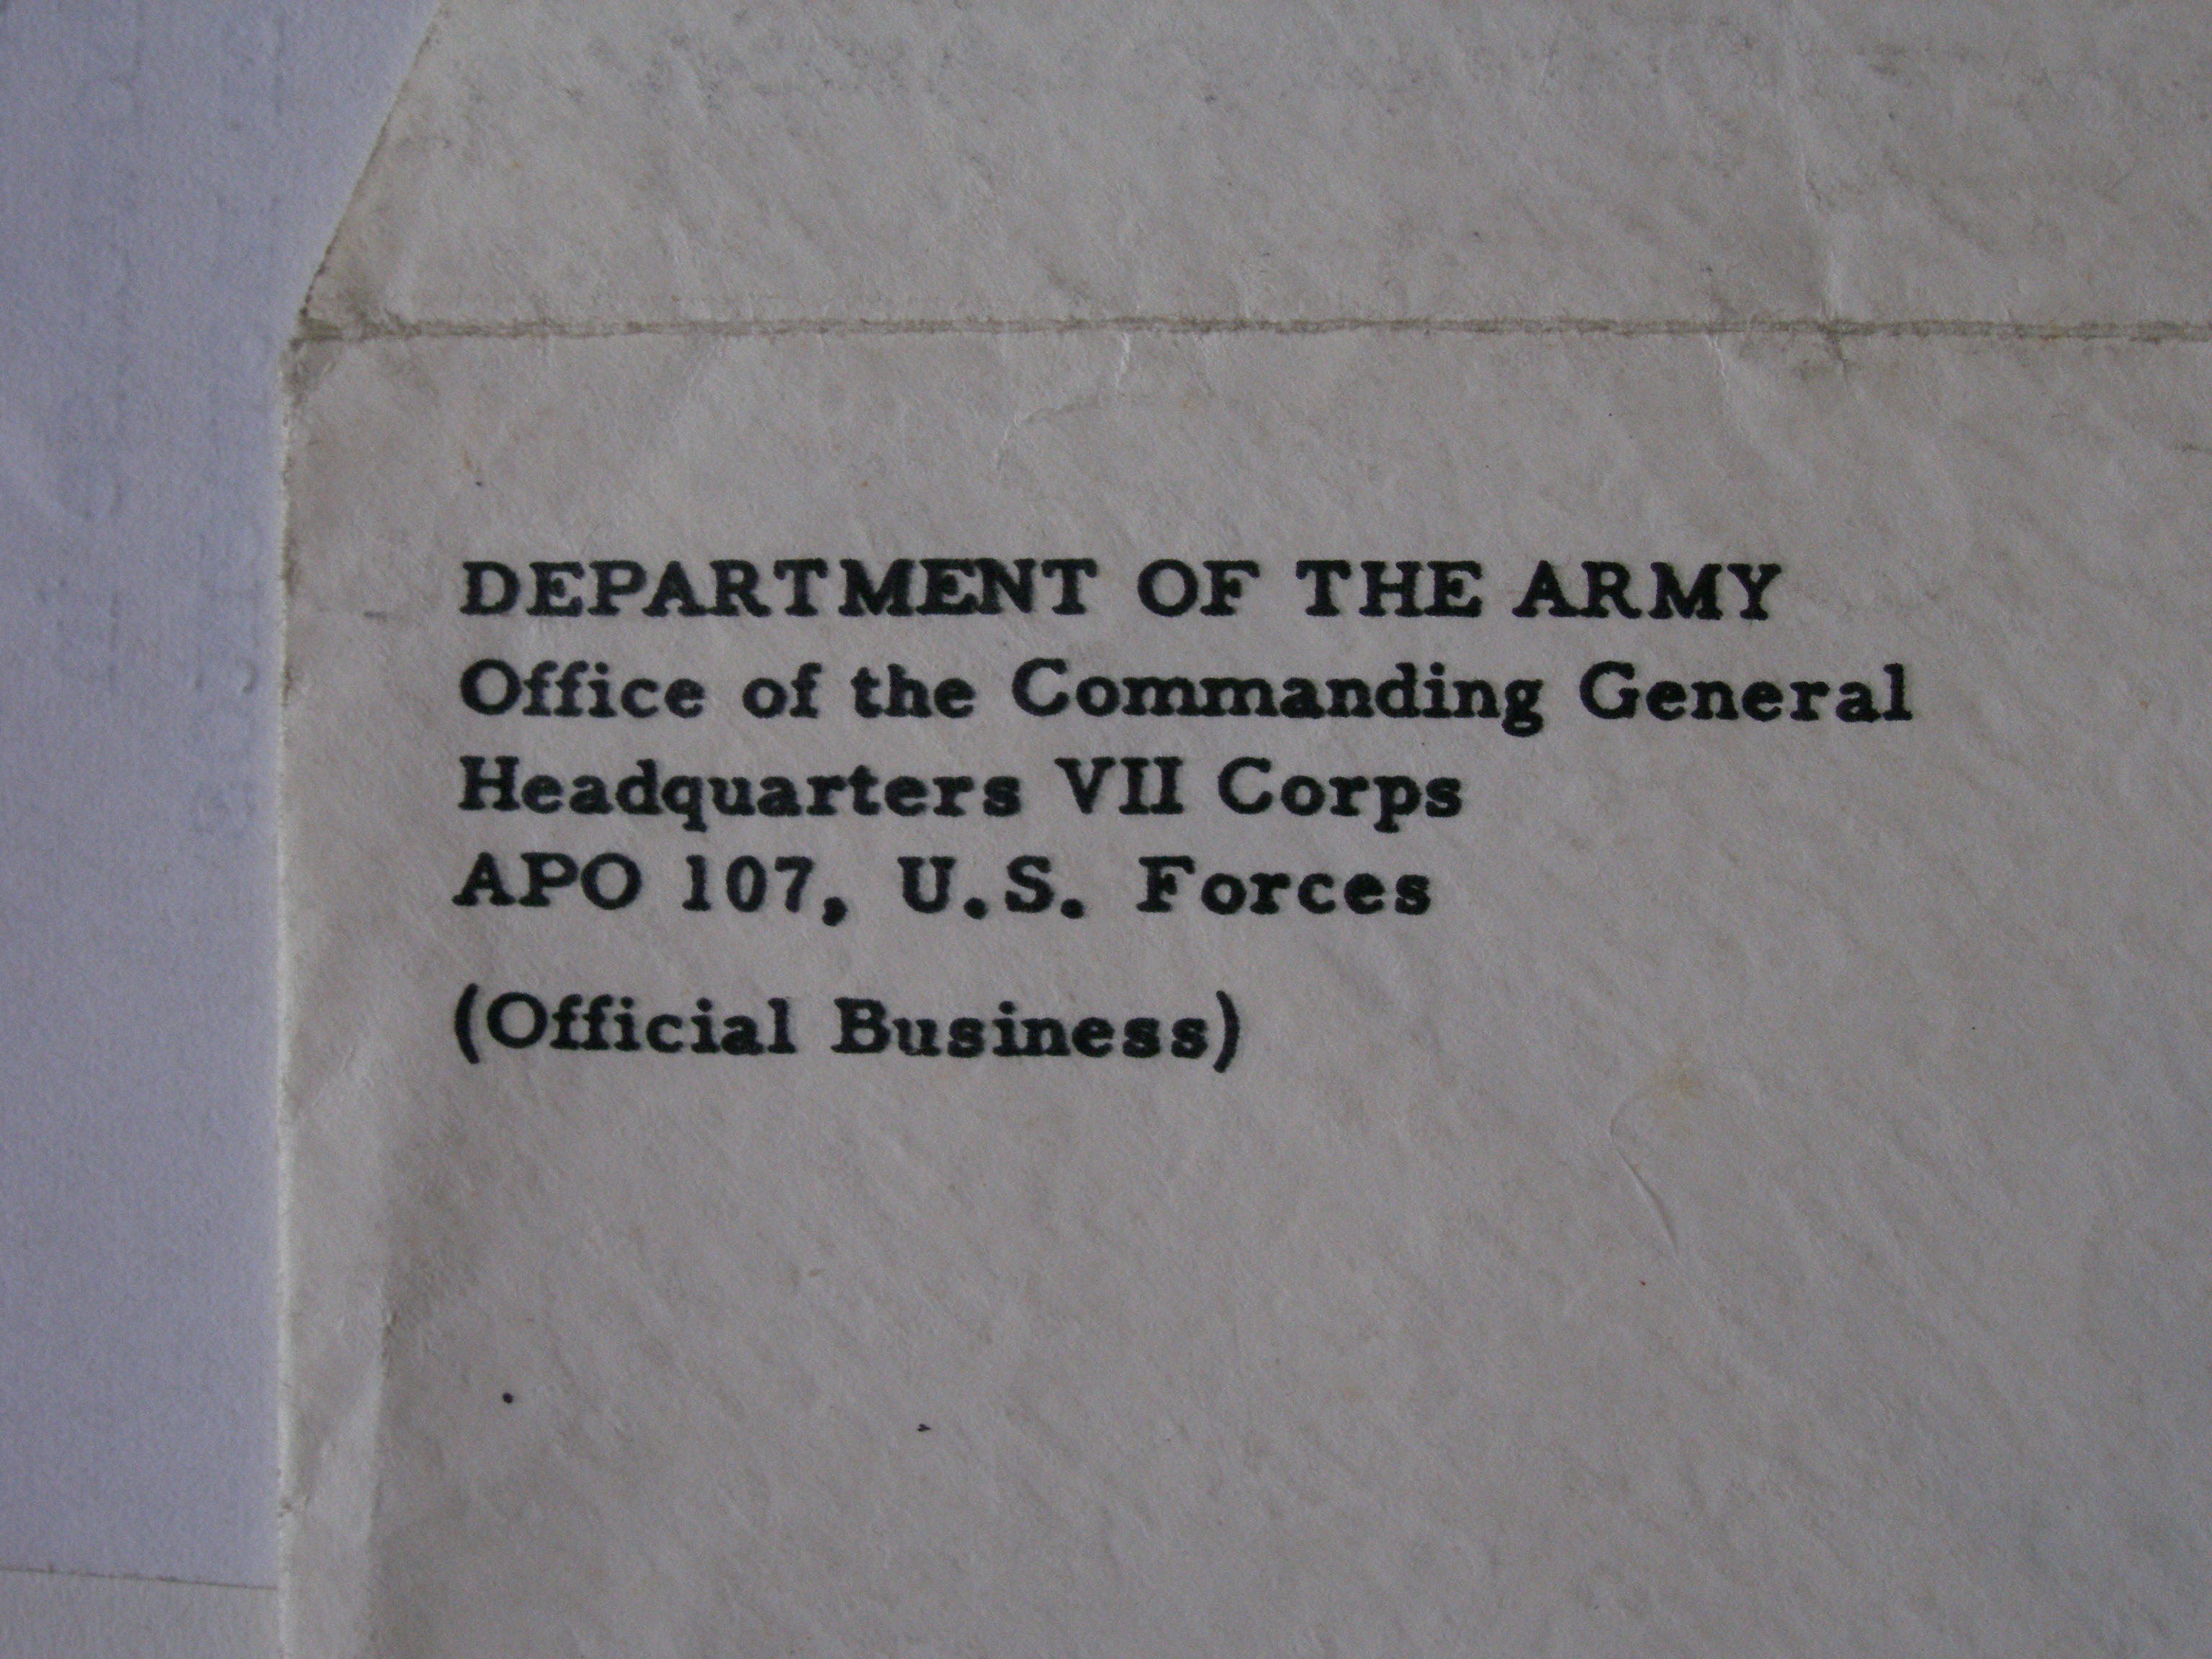 DEPARTMENT OF THE ARMY
Office of the Commanding General
Headquarters VII Corps
APO 107, U.S. Forces
(Official Business)